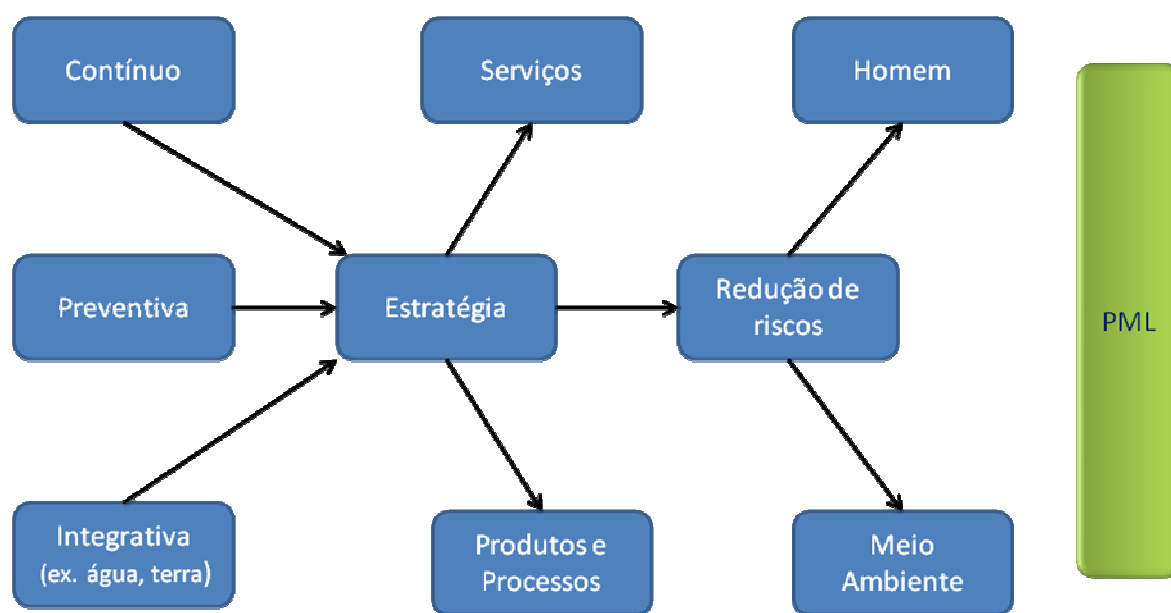 Contínuo
Serviços
Homem
Preventiva
Estratégia
Redução de
riscos
PML
Integrativa
(ex. água, terra)
Produtos e
Processos
Meio
Ambiente